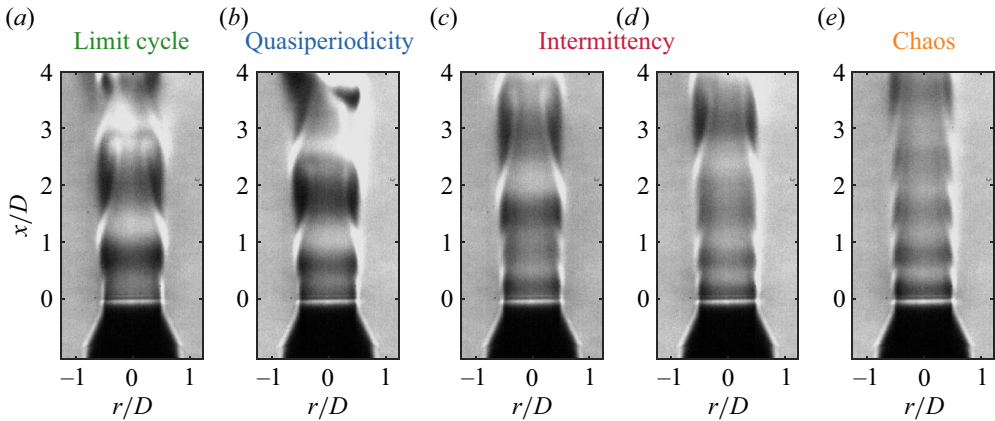 (a) (b) (c) (d) (e)
Limit cycle Quasiperiodicity Intermittency Chaos
4 4 4 4 4
3 3 3 3 3
2 2 2 2 2
x/D
1 1 1 1 1
0 0 0 0 0
−1 0 1 −1 0 1 −1 0 1 −1 0 1 −1 0 1
r/D r/D r/D r/D r/D